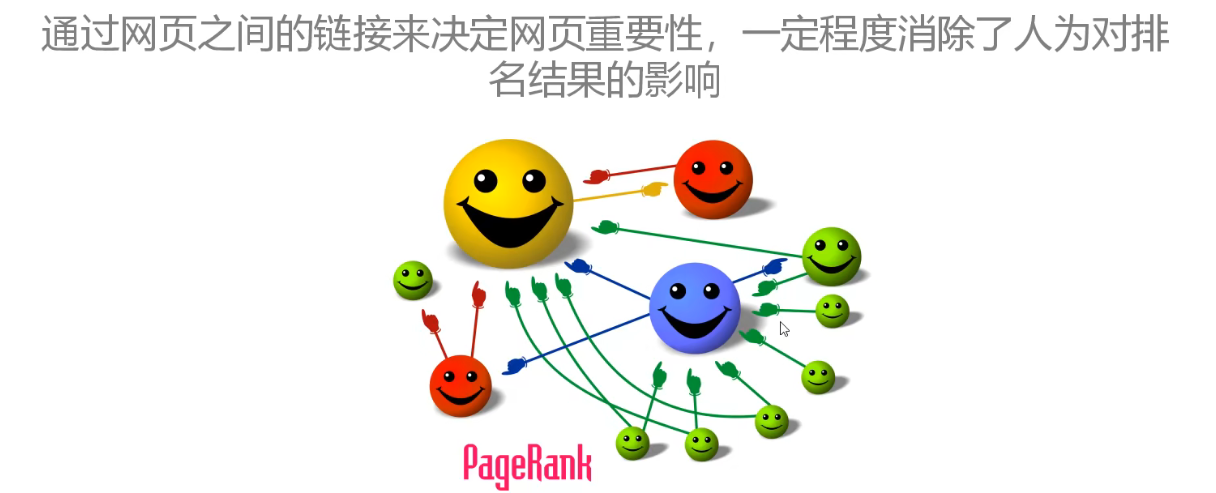 通过网页之间的链接来决定网页重要性，一定程度消除了人为对排
名结果的影响
PageRank